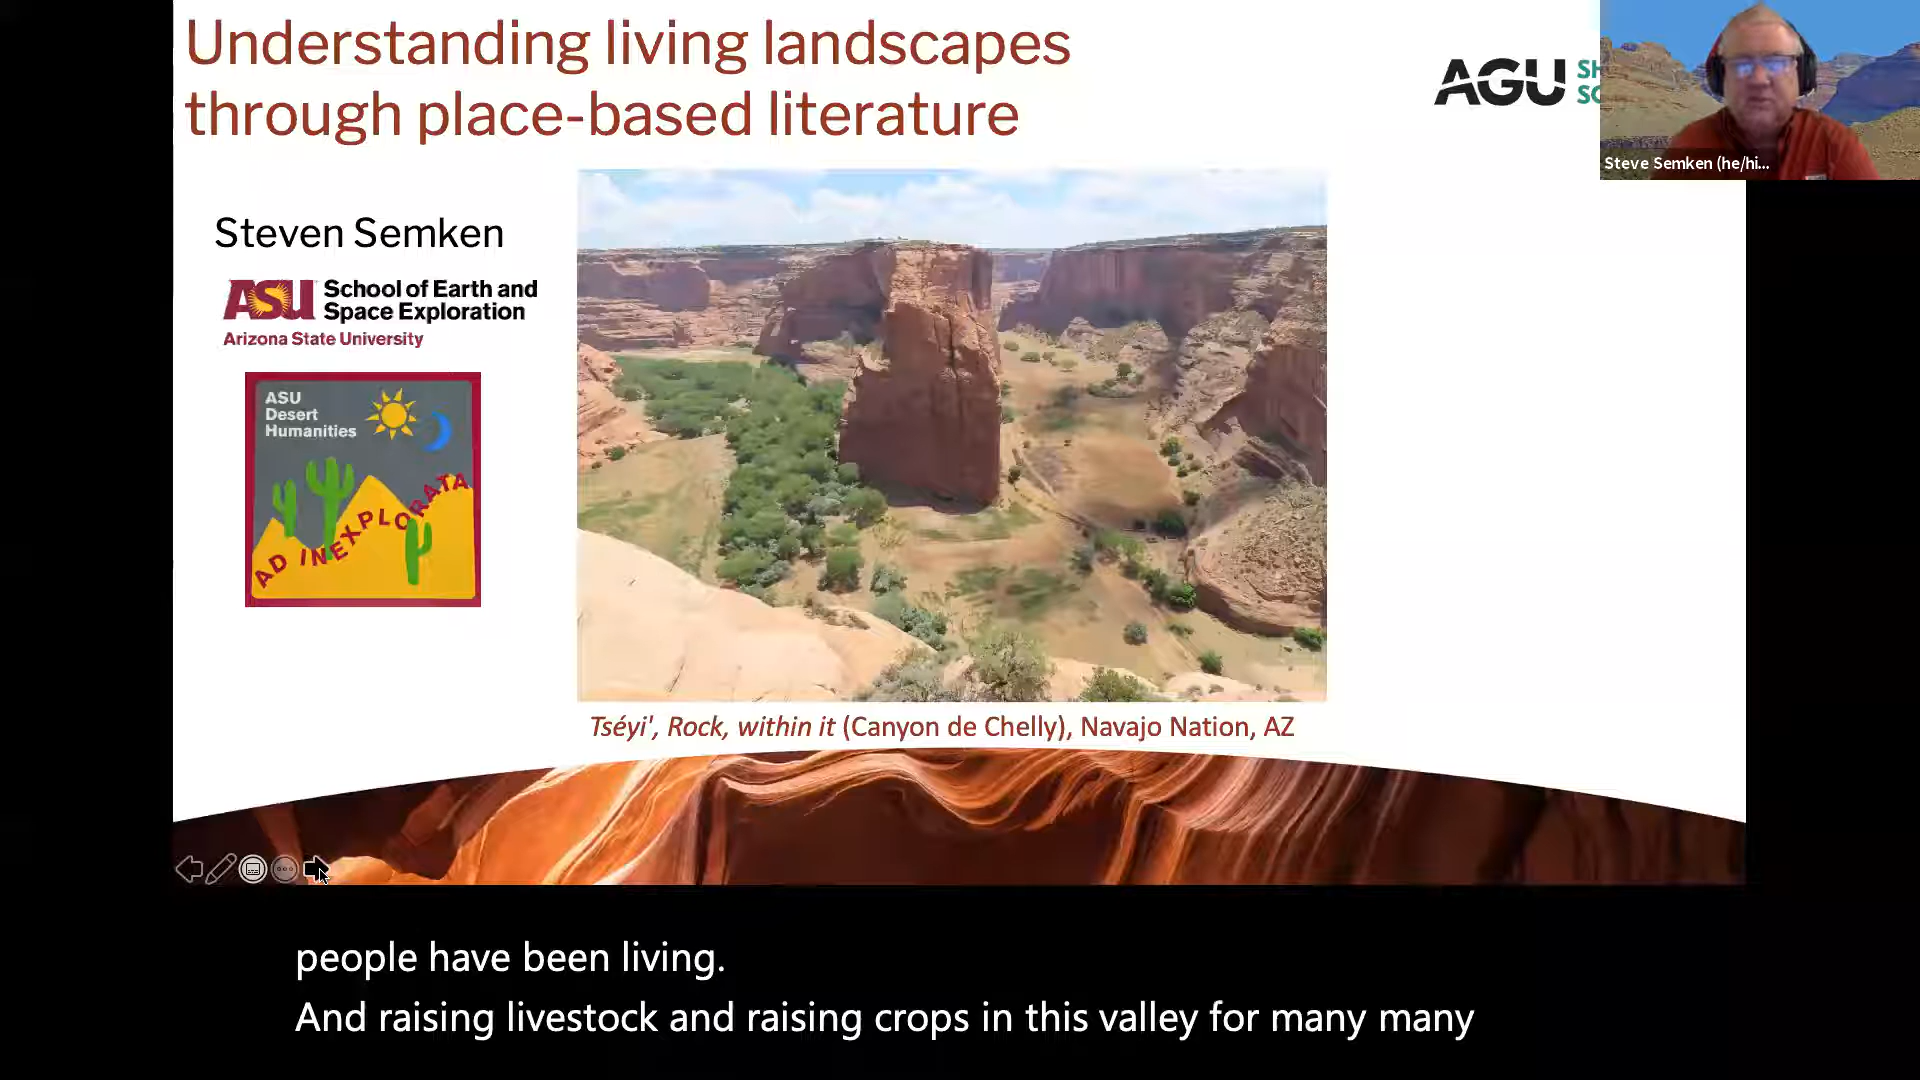 Understanding living landscapes
through place-based literature
AGU
Steve Semken (he/hi...
Steven Semken
ASU School of Earth and
Space Exploration
Arizona State University
ASU
Desert
Humanities
AD INEXPLORATA
Tséyi', Rock, within it (Canyon de Chelly), Navajo Nation, AZ
people have been living.
And raising livestock and raising crops in this valley for many many